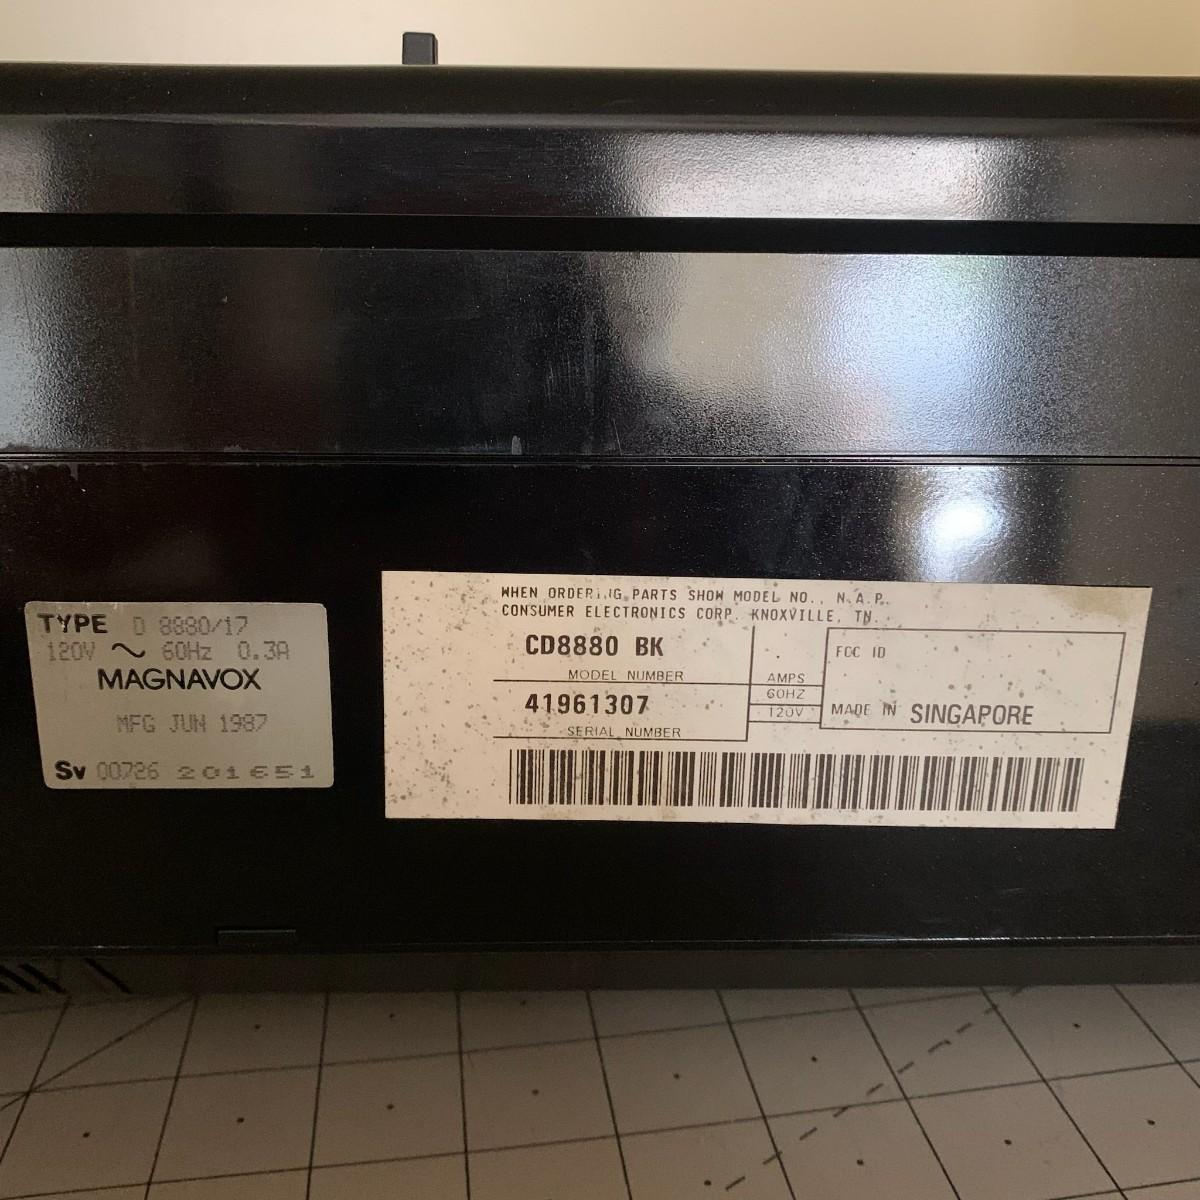 TYPE D 8880/17
120V ~ 60Hz 0.3A
MAGNAVOX
MFG JUN 1987
Sv 00726 201651
WHEN ORDERING PARTS SHOW MODEL NO., N.A.P.
CONSUMER ELECTRONICS CORP. KNOXVILLE, TN.
CD8880 BK
MODEL NUMBER
41961307
SERIAL NUMBER
. AMPS
60HZ
120V
FCC ID
MADE IN SINGAPORE